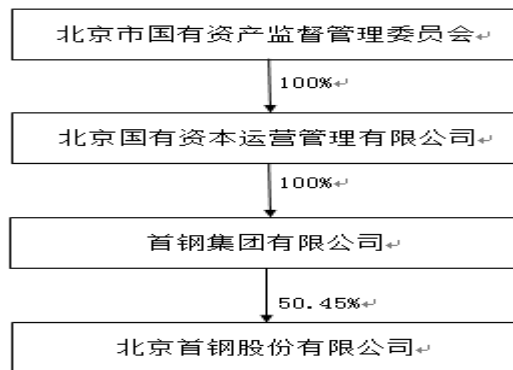 北京市国有资产监督管理委员会↵
100%↵
北京国有资本运营管理有限公司↵
100%↵
首钢集团有限公司↵
50.45%↵
北京首钢股份有限公司↵